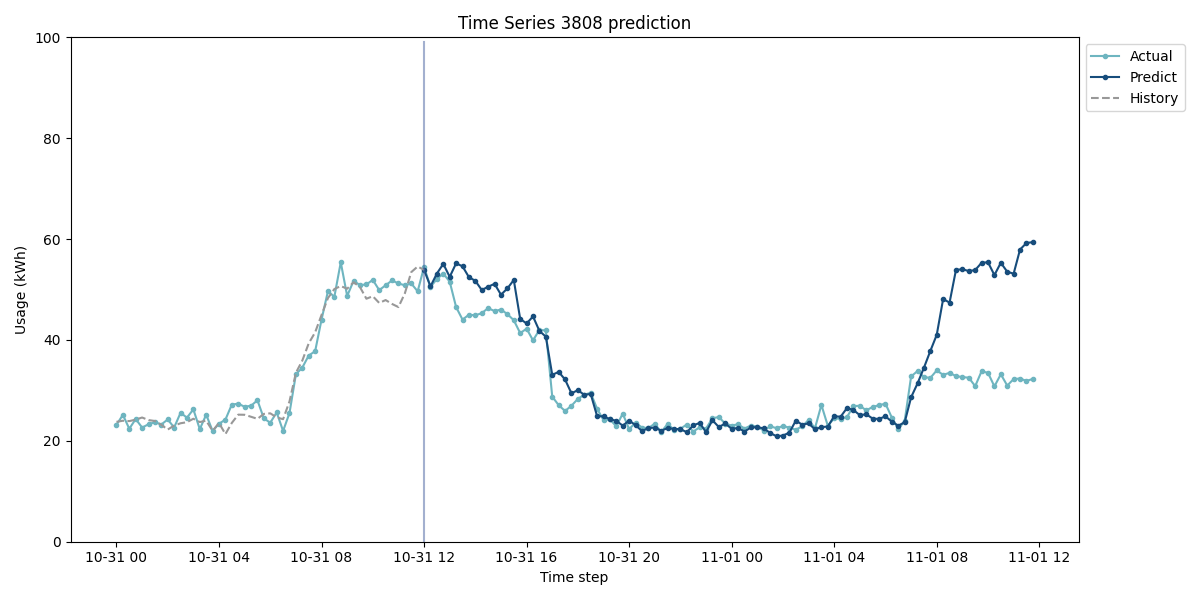 Time Series 3808 prediction
100
80
60
40
20
0
Usage (kWh)
10-31 00
10-31 04
10-31 08
10-31 12
10-31 16
10-31 20
11-01 00
11-01 04
11-01 08
11-01 12
Time step
Actual
Predict
History